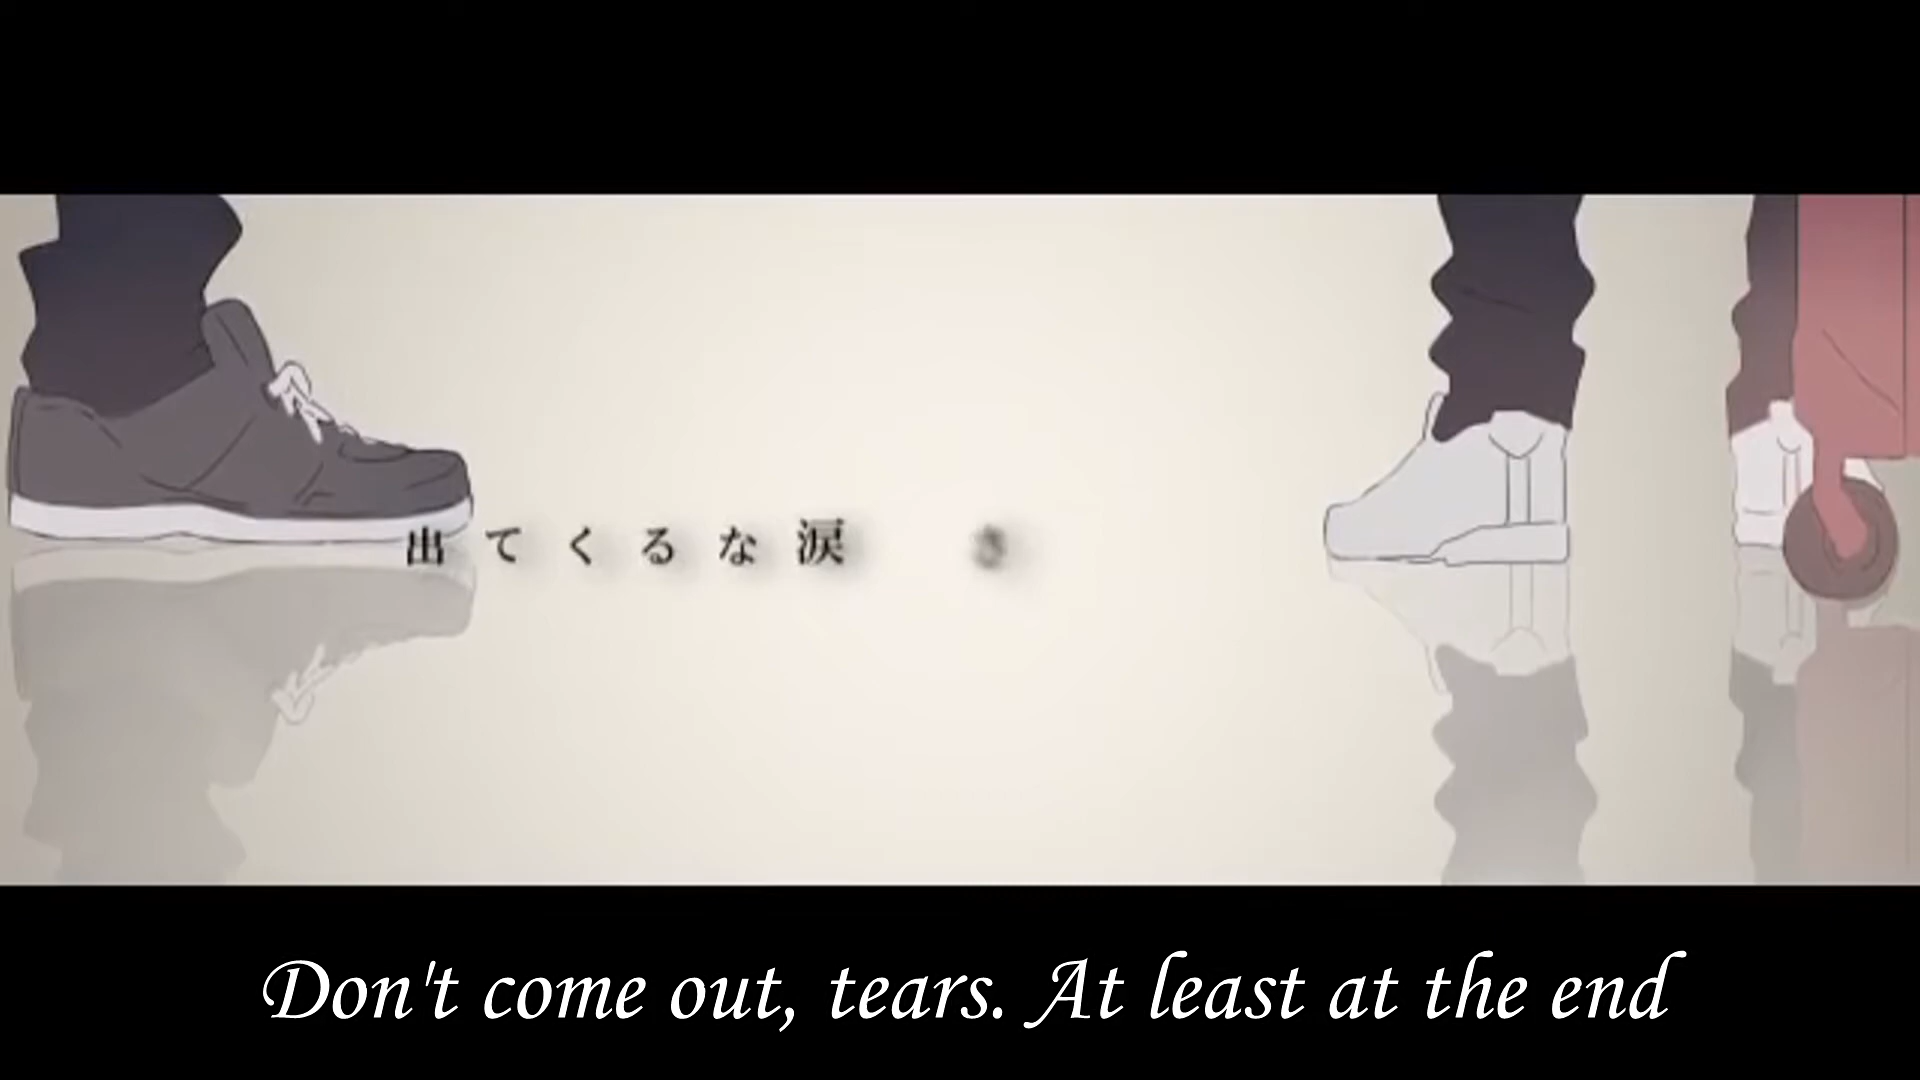 出てくるな涙
Don't come out, tears. At least at the end